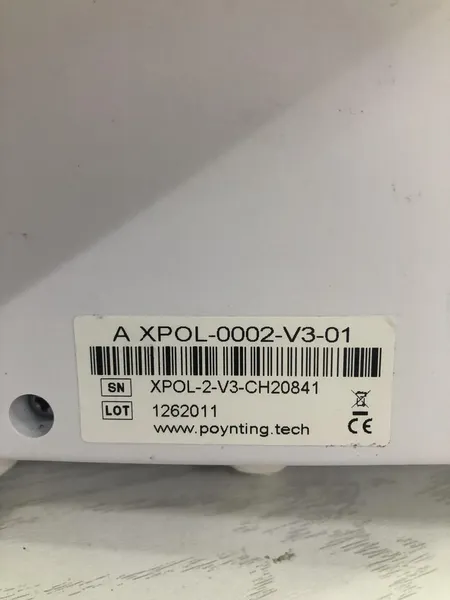 A XPOL-0002-V3-01
SN XPOL-2-V3-CH20841
LOT 1262011
www.poynting.tech
CE